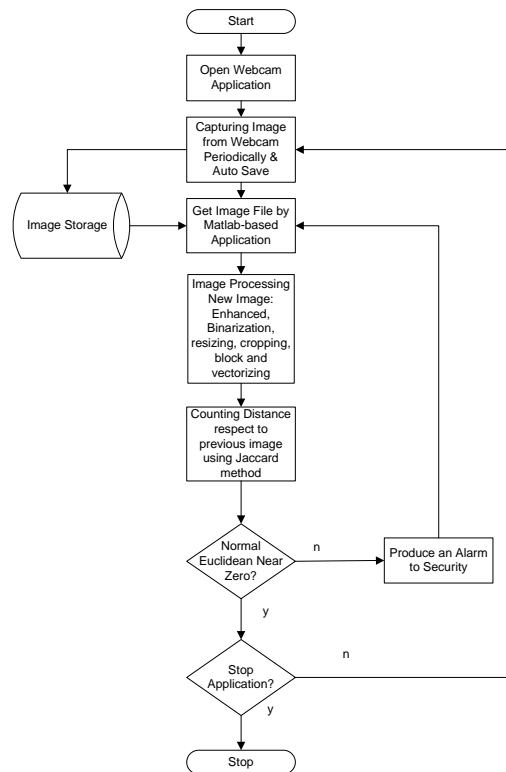 Start
Open Webcam
Application
Capturing Image
from Webcam
Periodically &
Auto Save
Image Storage
Get Image File by
Matlab-based
Application
Image Processing
New Image:
Enhanced,
Binarization,
resizing, cropping,
block and
vectorizing
Counting Distance
respect to
previous image
using Jaccard
method
Normal
Euclidean Near
Zero?
n
Produce an Alarm
to Security
y
Stop
Application?
n
y
Stop